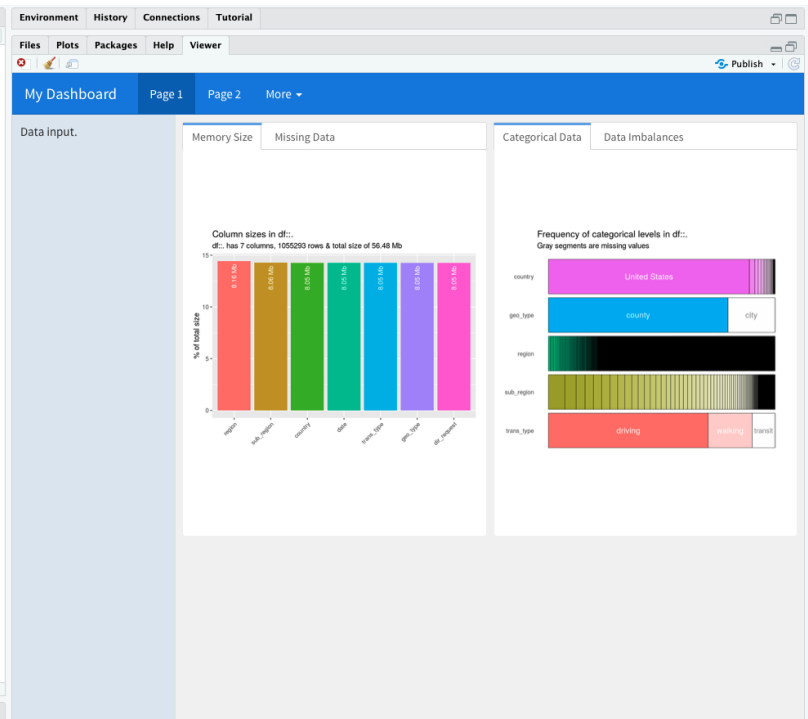 Environment History Connections Tutorial
Files Plots Packages Help Viewer
Publish
My Dashboard Page 1 Page 2 More
Data input.
Memory Size Missing Data
Column sizes in df::.
df::. has 7 columns, 1055293 rows & total size of 56.48 Mb
% of total size
15
10
5
0
8.18 Mb
8.06 Mb
8.05 Mb
8.05 Mb
8.05 Mb
8.05 Mb
8.05 Mb
region
sub_region
country
date
trans_type
geo_type
dir_request
Categorical Data Data Imbalances
Frequency of categorical levels in df::.
Gray segments are missing values
country United States
geo_type county city
region
sub_region
trans_type driving walking transit